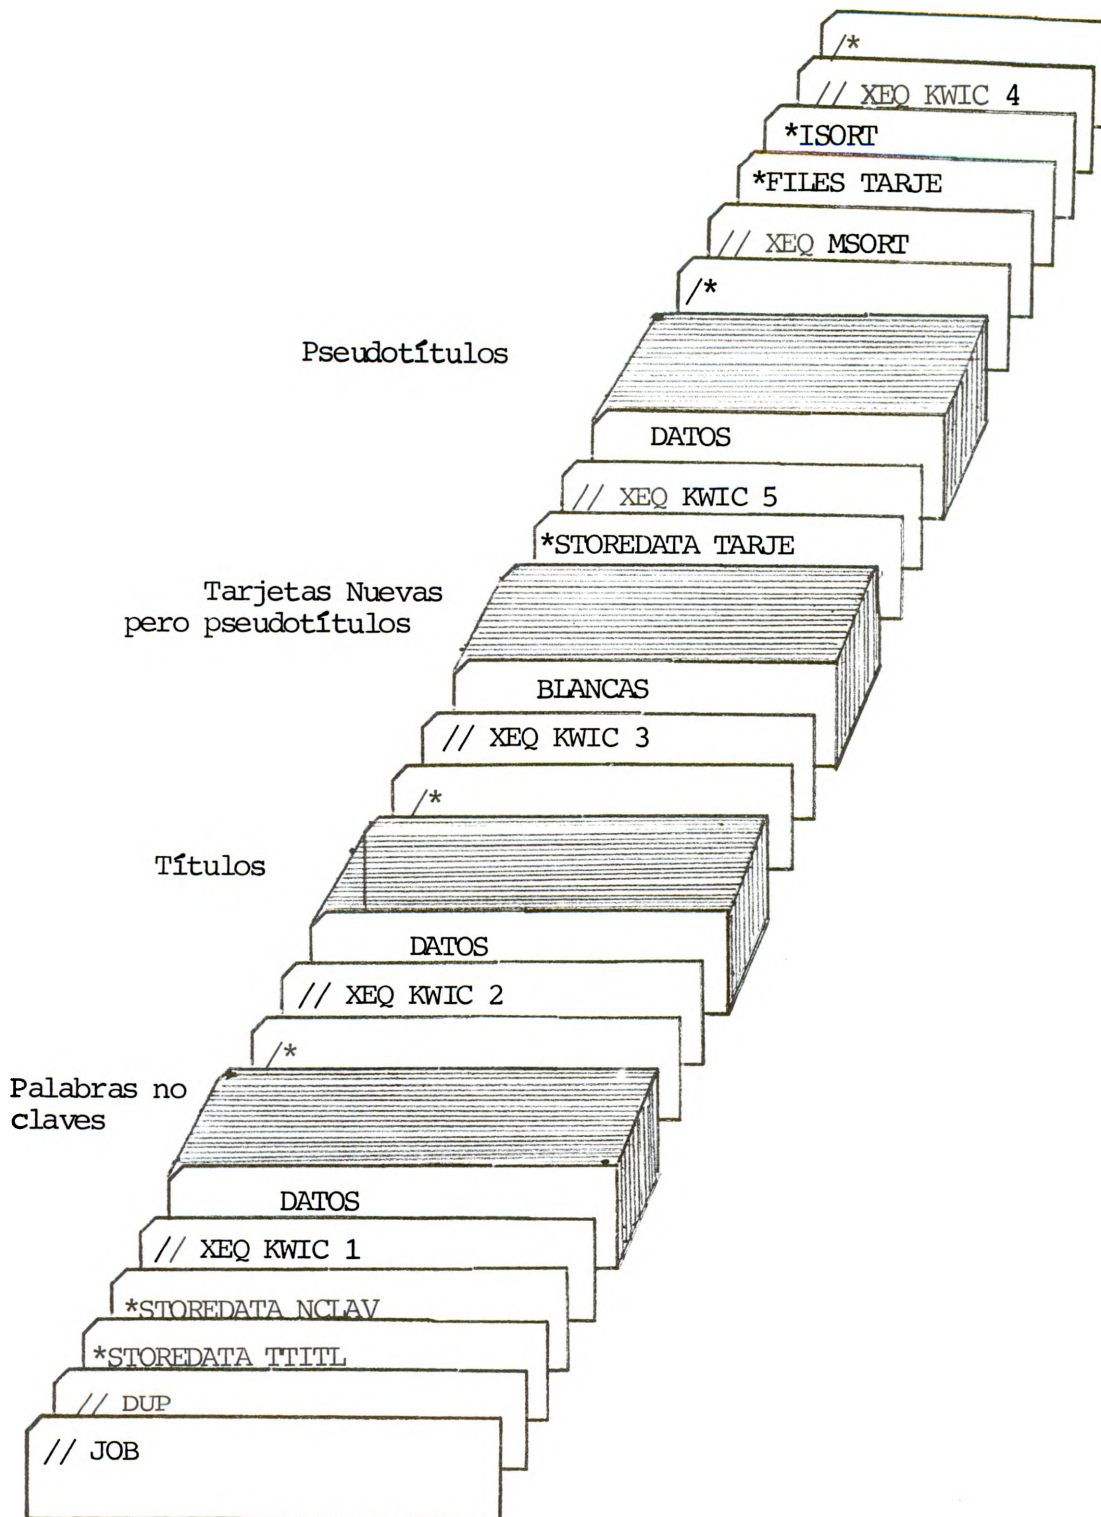 /*
// XEQ KWIC 4
*ISORT
*FILES TARJE
// XEQ MSORT
/*
Pseudotítulos
DATOS
// XEQ KWIC 5
*STOREDATA TARJE
Tarjetas Nuevas
pero pseudotítulos
BLANCAS
// XEQ KWIC 3
/*
Títulos
DATOS
// XEQ KWIC 2
/*
Palabras no
claves
DATOS
// XEQ KWIC 1
*STOREDATA NCLAV
*STOREDATA TTITL
// DUP
// JOB